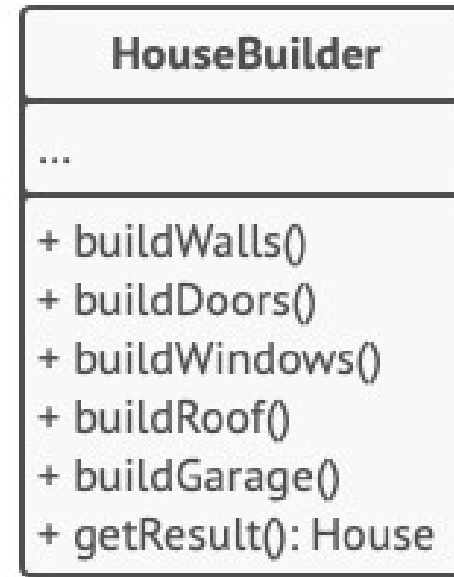 HouseBuilder
...
+ buildWalls()
+ buildDoors()
+ buildWindows()
+ buildRoof()
+ buildGarage()
+ getResult(): House